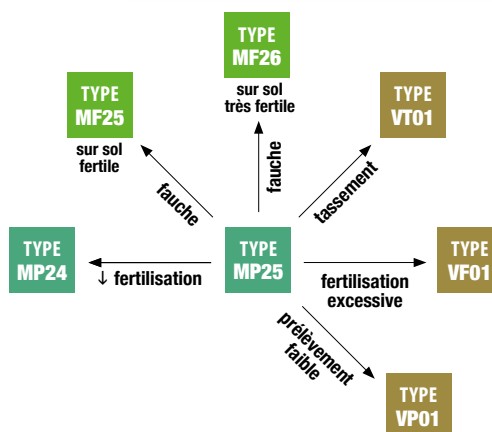 TYPE
MF26
sur sol
très fertile
TYPE
MF25
sur sol
fertile
TYPE
VT01
fauche
fauche
tassement
TYPE
MP24
↓ fertilisation
TYPE
MP25
fertilisation
excessive
TYPE
VF01
prélèvement
faible
TYPE
VP01